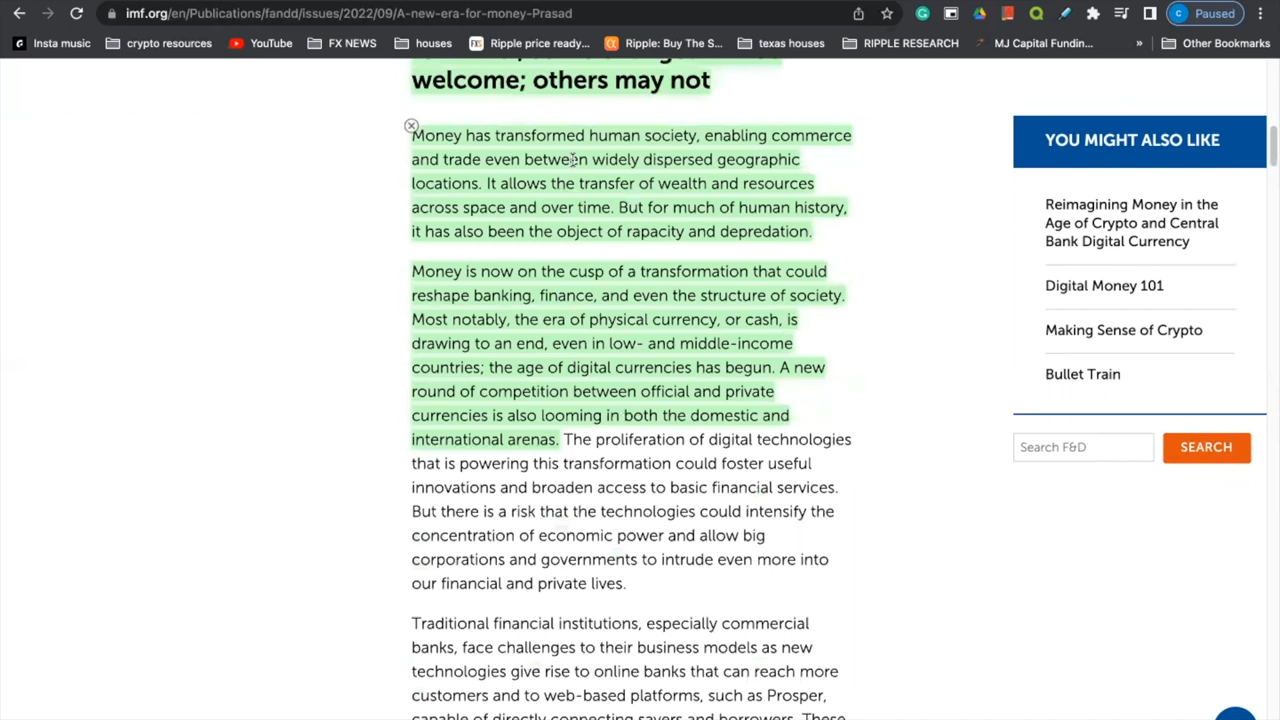 imf.org/en/Publications/fandd/issues/2022/09/A-new-era-for-money-Prasad
C Paused
Insta music
crypto resources
YouTube
FX NEWS
houses
FXS Ripple price ready...
Ripple: Buy The S...
texas houses
RIPPLE RESEARCH
MJ Capital Fundin...
»
Other Bookmarks
welcome; others may not
Money has transformed human society, enabling commerce
and trade even between widely dispersed geographic
locations. It allows the transfer of wealth and resources
across space and over time. But for much of human history,
it has also been the object of rapacity and depredation.
Money is now on the cusp of a transformation that could
reshape banking, finance, and even the structure of society.
Most notably, the era of physical currency, or cash, is
drawing to an end, even in low- and middle-income
countries; the age of digital currencies has begun. A new
round of competition between official and private
currencies is also looming in both the domestic and
international arenas. The proliferation of digital technologies
that is powering this transformation could foster useful
innovations and broaden access to basic financial services.
But there is a risk that the technologies could intensify the
concentration of economic power and allow big
corporations and governments to intrude even more into
our financial and private lives.
Traditional financial institutions, especially commercial
banks, face challenges to their business models as new
technologies give rise to online banks that can reach more
customers and to web-based platforms, such as Prosper,
capable of directly connecting savers and borrowers. These
YOU MIGHT ALSO LIKE
Reimagining Money in the
Age of Crypto and Central
Bank Digital Currency
Digital Money 101
Making Sense of Crypto
Bullet Train
Search F&D
SEARCH